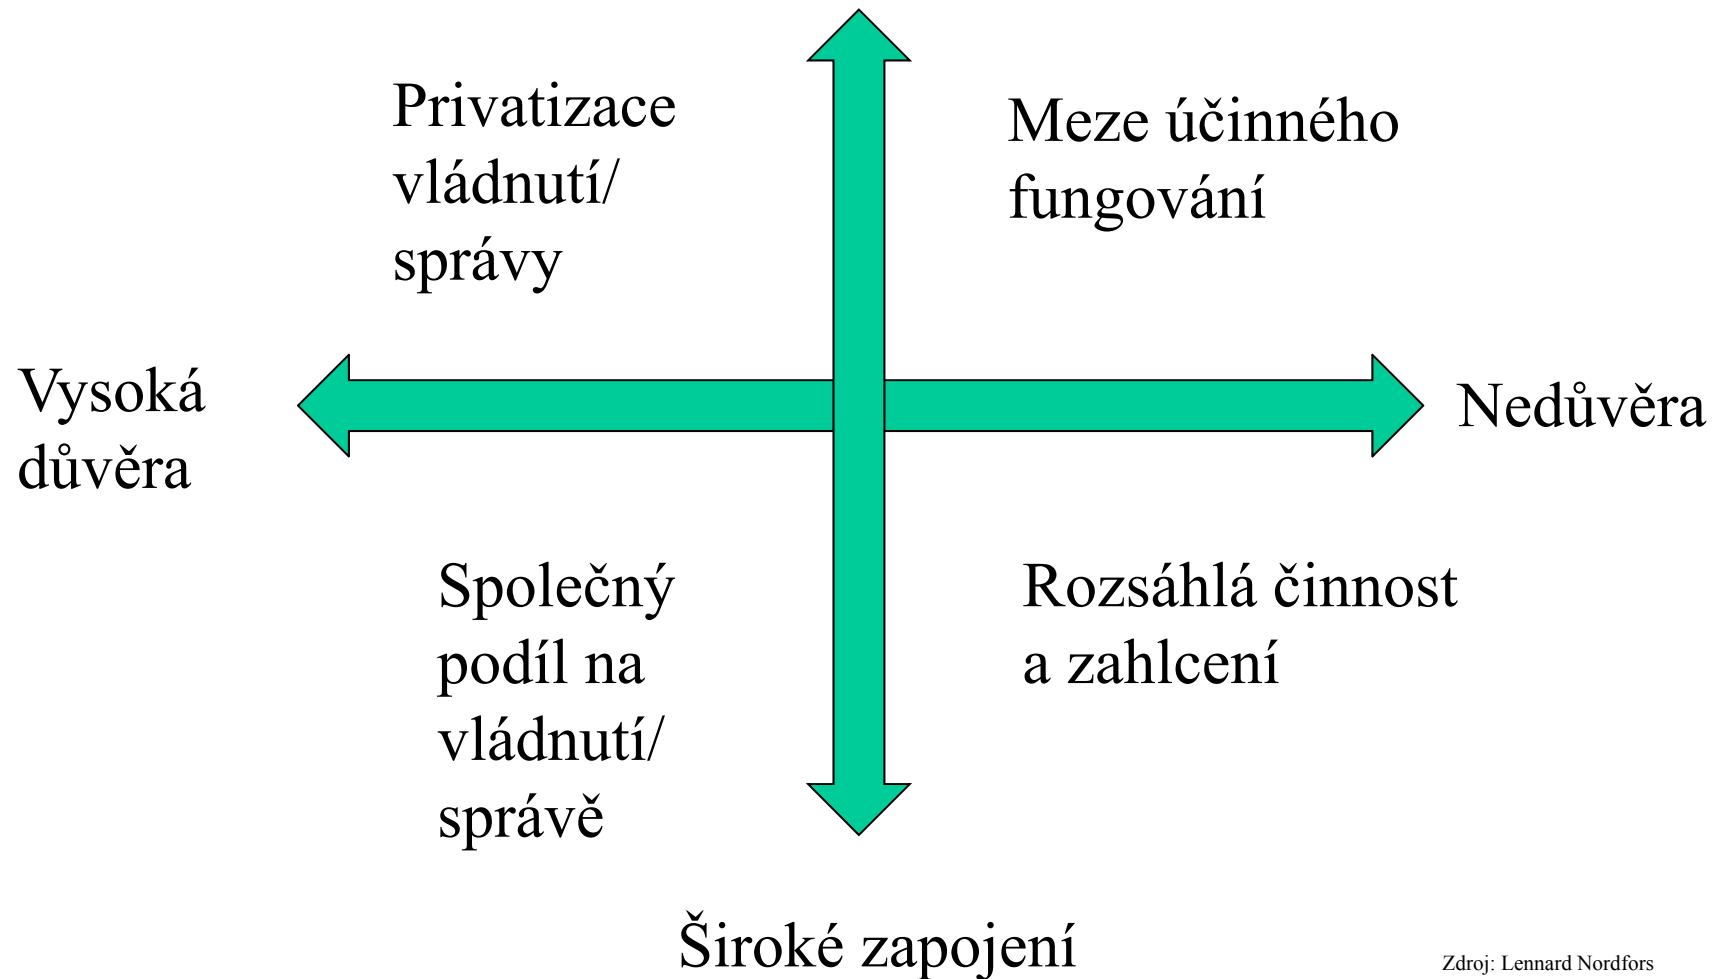 Privatizace
vládnutí/
správy
Meze účinného
fungování
Vysoká
důvěra
Nedůvěra
Společný
podíl na
vládnutí/
správě
Rozsáhlá činnost
a zahlcení
Široké zapojení
Zdroj: Lennard Nordfors